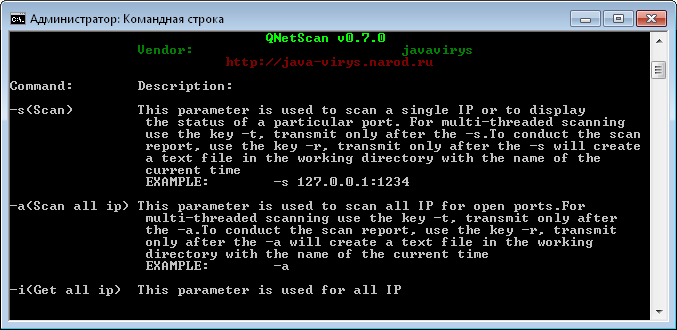 Администратор: Командная строка
QNetScan v0.7.0
Vendor: javavirys
http://java-virys.narod.ru
Command: Description:
-s(Scan) This parameter is used to scan a single IP or to display
the status of a particular port. For multi-threaded scanning
use the key -t, transmit only after the -s.To conduct the scan
report, use the key -r, transmit only after the -s will create
a text file in the working directory with the name of the
current time
EXAMPLE: -s 127.0.0.1:1234
-a(Scan all ip) This parameter is used to scan all IP for open ports.For
multi-threaded scanning use the key -t, transmit only after
the -a.To conduct the scan report, use the key -r, transmit
only after the -a will create a text file in the working
directory with the name of the current time
EXAMPLE: -a
-i(Get all ip) This parameter is used for all IP